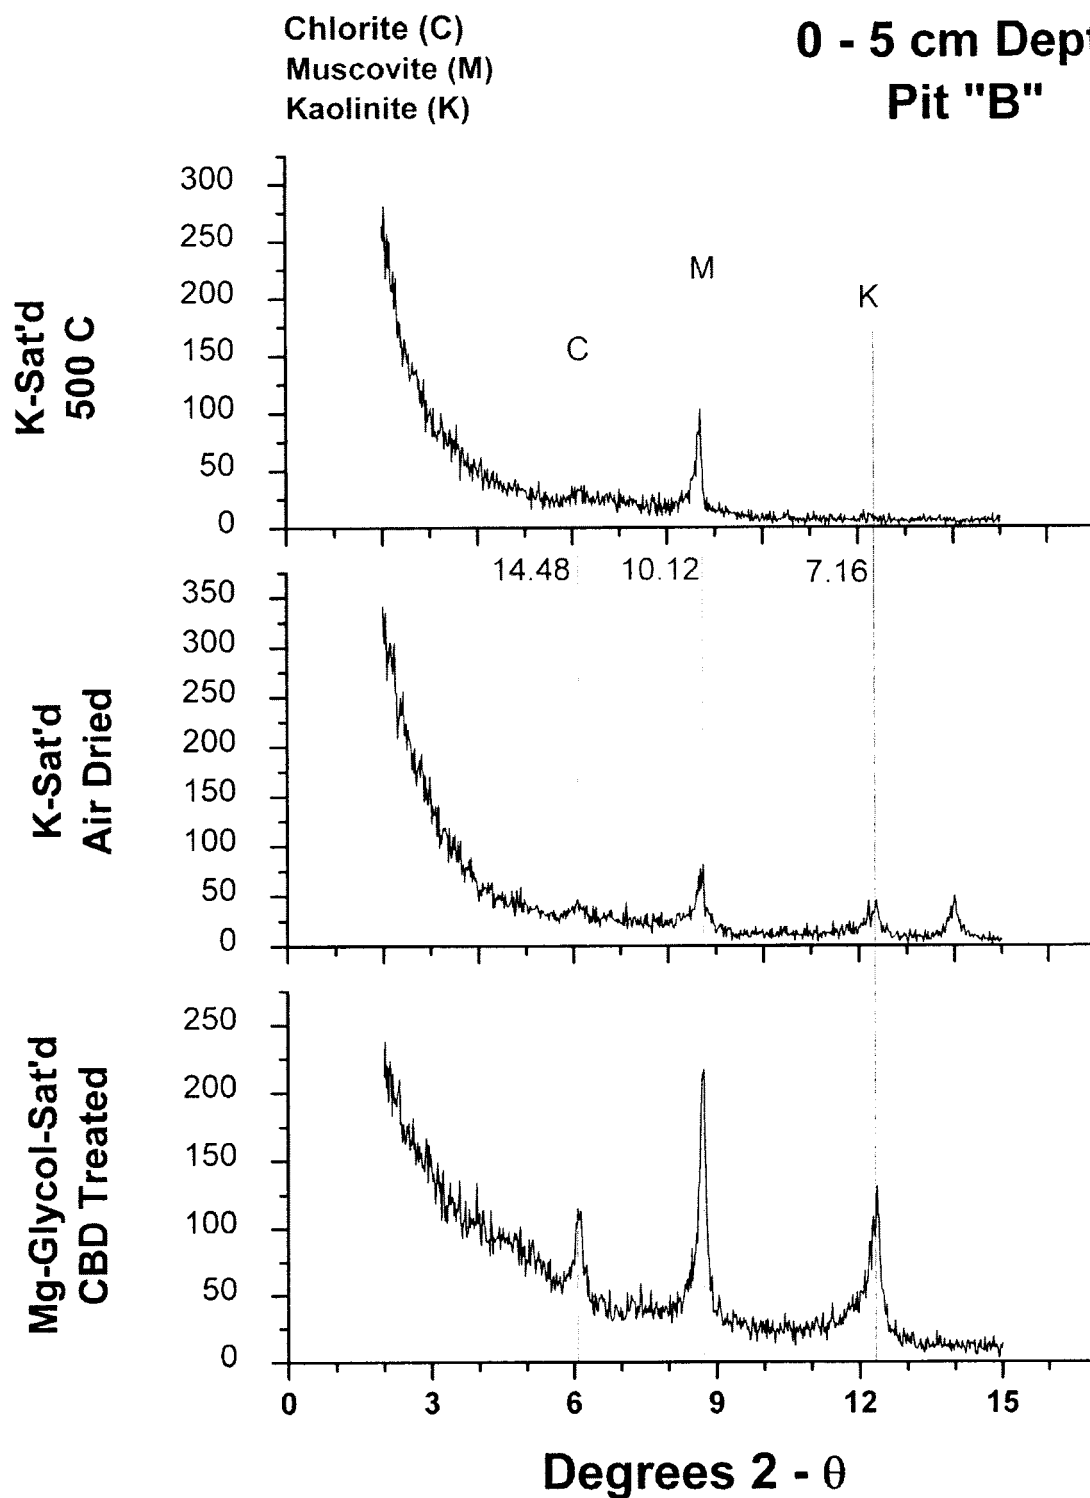 Chlorite (C)
Muscovite (M)
Kaolinite (K)
0 - 5 cm Dept
Pit "B"
K-Sat'd
500 C
300
250
200
150
100
50
0
C
M
K
14.48
10.12
7.16
K-Sat'd
Air Dried
350
300
250
200
150
100
50
0
Mg-Glycol-Sat'd
CBD Treated
250
200
150
100
50
0
0 3 6 9 12 15
Degrees 2 - θ